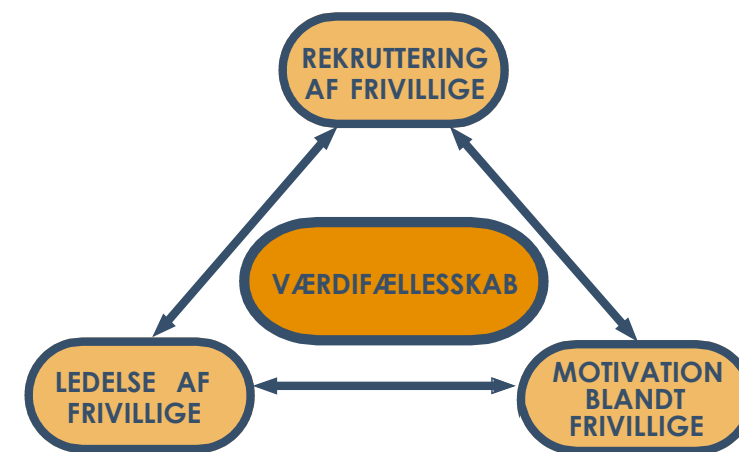 REKRUTTERING
AF FRIVILLIGE
VÆRDIFÆLLESSKAB
LEDELSE AF
FRIVILLIGE
MOTIVATION
BLANDT
FRIVILLIGE